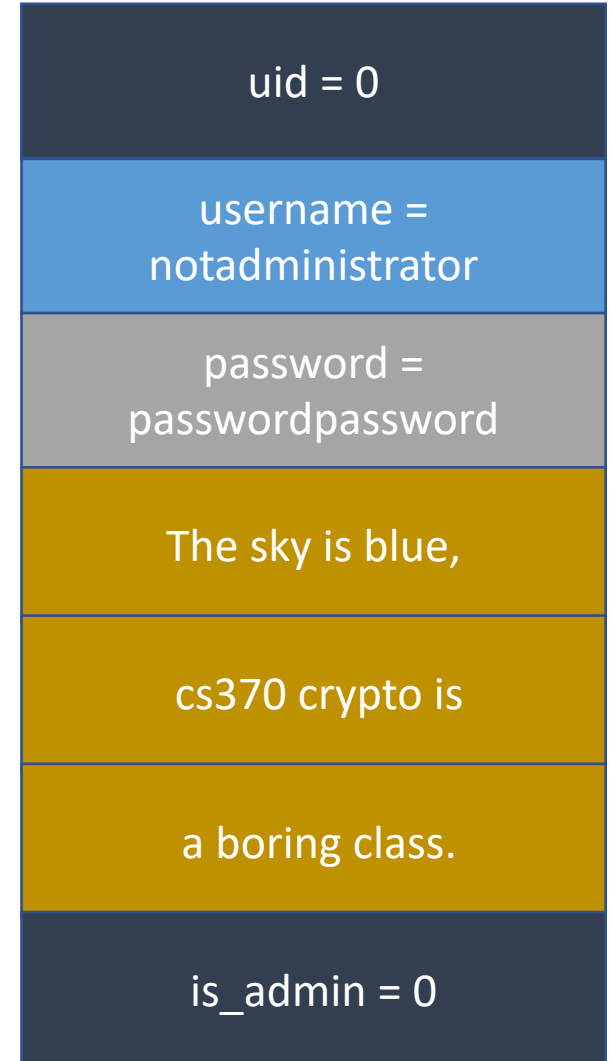 uid = 0
username =
notadministrator
password =
passwordpassword
The sky is blue,
cs370 crypto is
a boring class.
is_admin = 0